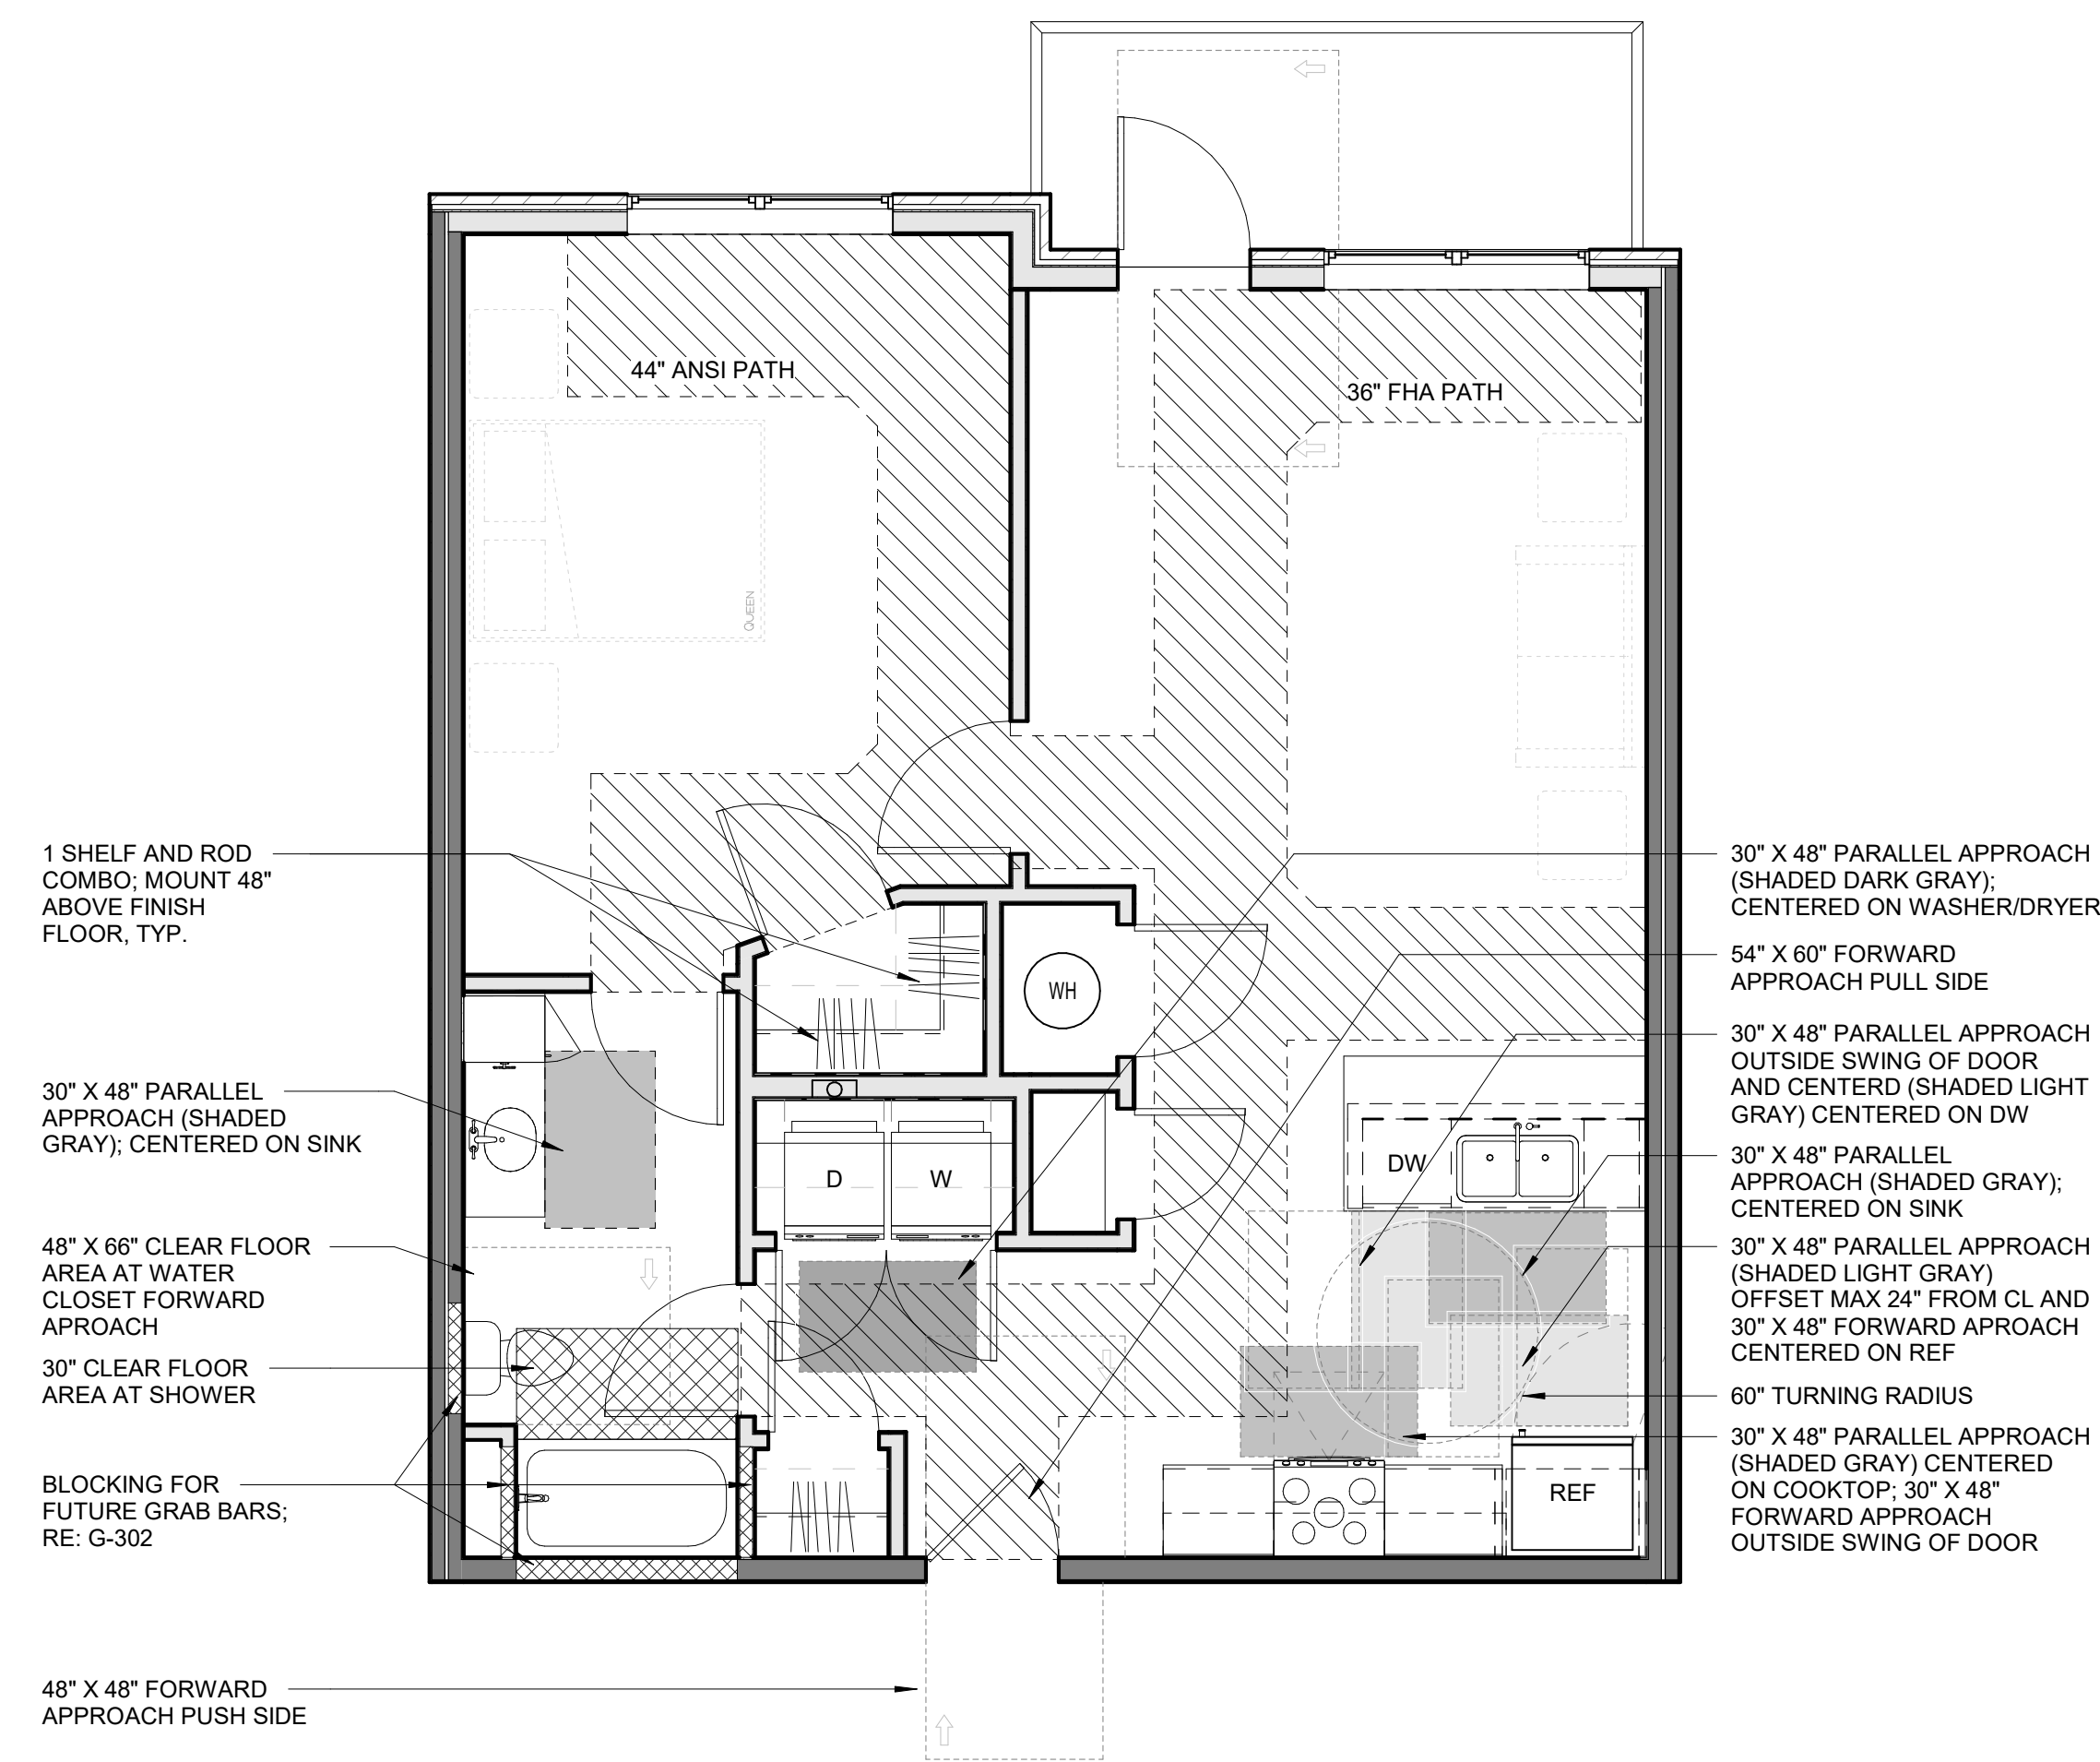 44" ANSI PATH
36" FHA PATH
QUEEN
1 SHELF AND ROD
COMBO; MOUNT 48"
ABOVE FINISH
FLOOR, TYP.
30" X 48" PARALLEL
APPROACH (SHADED
GRAY); CENTERED ON SINK
48" X 66" CLEAR FLOOR
AREA AT WATER
CLOSET FORWARD
APROACH
30" CLEAR FLOOR
AREA AT SHOWER
BLOCKING FOR
FUTURE GRAB BARS;
RE: G-302
48" X 48" FORWARD
APPROACH PUSH SIDE
WH
D
W
DW
REF
30" X 48" PARALLEL APPROACH
(SHADED DARK GRAY);
CENTERED ON WASHER/DRYER
54" X 60" FORWARD
APPROACH PULL SIDE
30" X 48" PARALLEL APPROACH
OUTSIDE SWING OF DOOR
AND CENTERD (SHADED LIGHT
GRAY) CENTERED ON DW
30" X 48" PARALLEL
APPROACH (SHADED GRAY);
CENTERED ON SINK
30" X 48" PARALLEL APPROACH
(SHADED LIGHT GRAY)
OFFSET MAX 24" FROM CL AND
30" X 48" FORWARD APROACH
CENTERED ON REF
60" TURNING RADIUS
30" X 48" PARALLEL APPROACH
(SHADED GRAY) CENTERED
ON COOKTOP; 30" X 48"
FORWARD APPROACH
OUTSIDE SWING OF DOOR